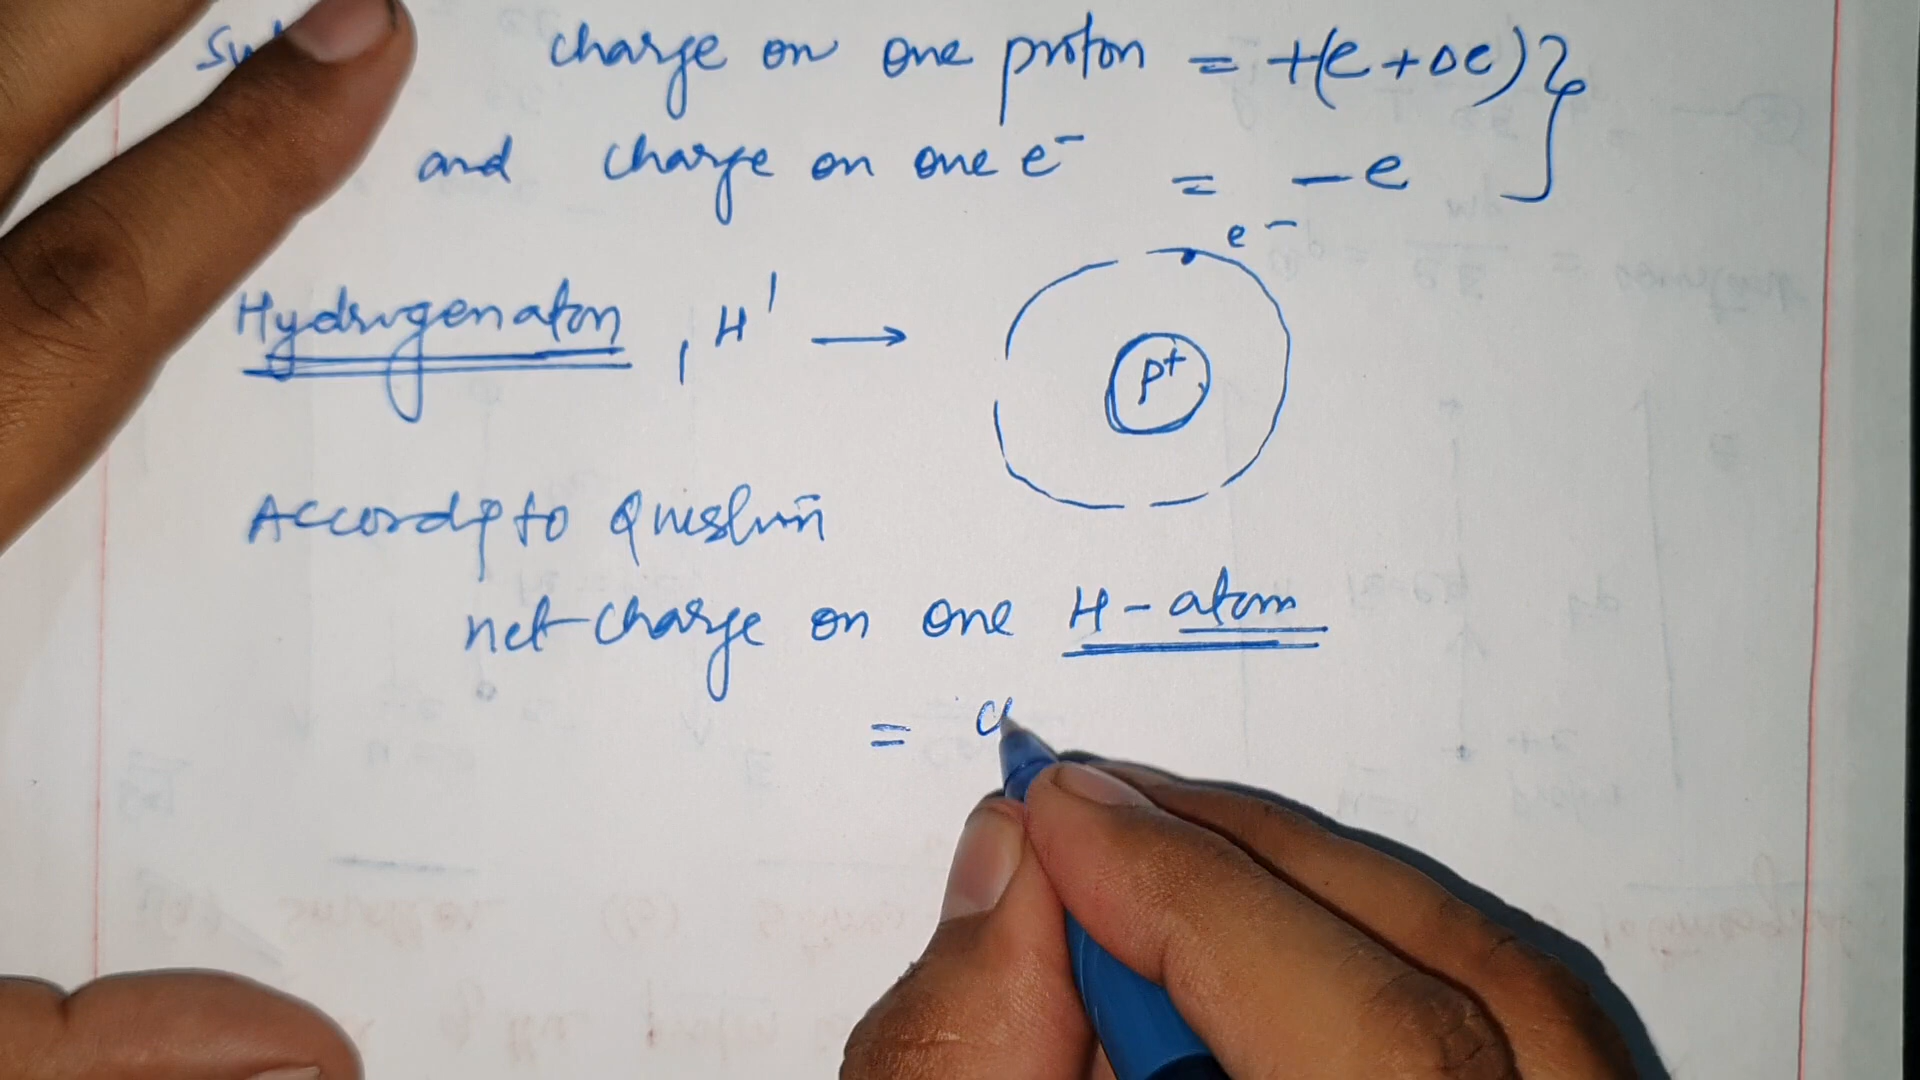 charge on one proton = +(e+Δe) }
and charge on one e⁻ = -e
e⁻
Hydrogen atom, ₁H¹ →
P⁺
Accordg to Question
net charge on one H-atom
=